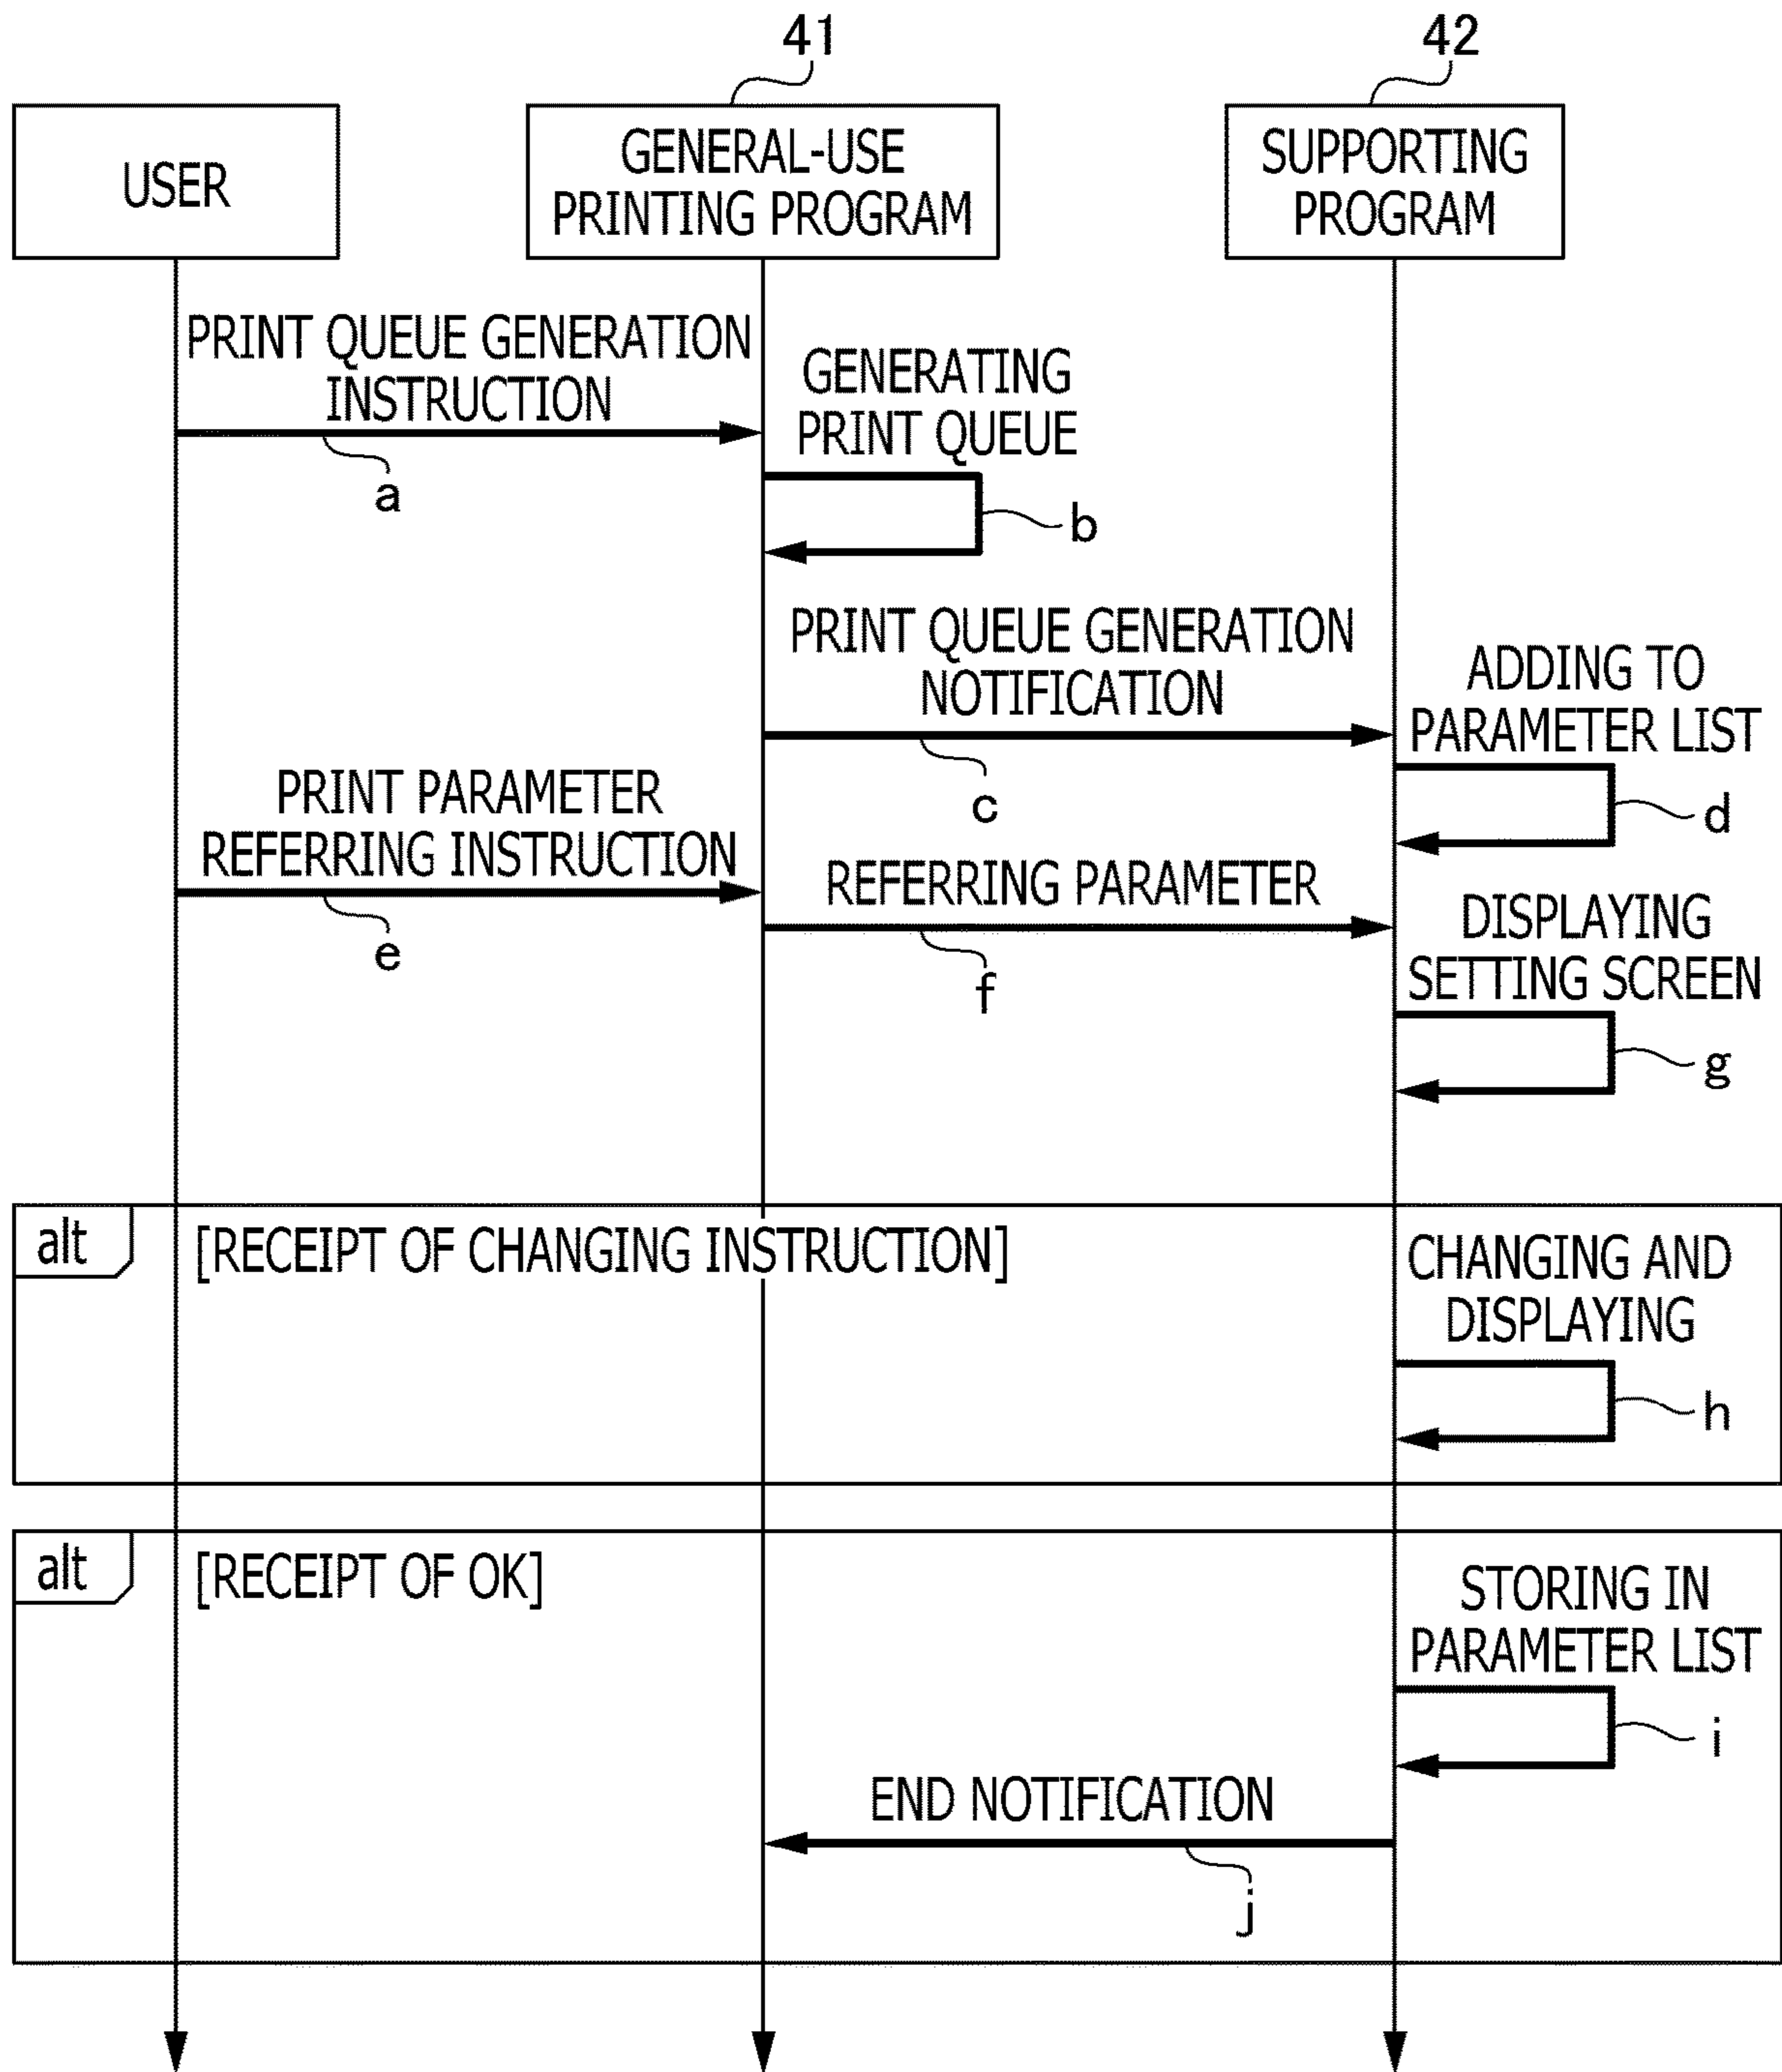 41
42
USER
GENERAL-USE
PRINTING PROGRAM
SUPPORTING
PROGRAM
PRINT QUEUE GENERATION
INSTRUCTION
a
GENERATING
PRINT QUEUE
b
PRINT QUEUE GENERATION
NOTIFICATION
c
ADDING TO
PARAMETER LIST
d
PRINT PARAMETER
REFERRING INSTRUCTION
e
REFERRING PARAMETER
f
DISPLAYING
SETTING SCREEN
g
alt
[RECEIPT OF CHANGING INSTRUCTION]
CHANGING AND
DISPLAYING
h
alt
[RECEIPT OF OK]
STORING IN
PARAMETER LIST
i
END NOTIFICATION
j